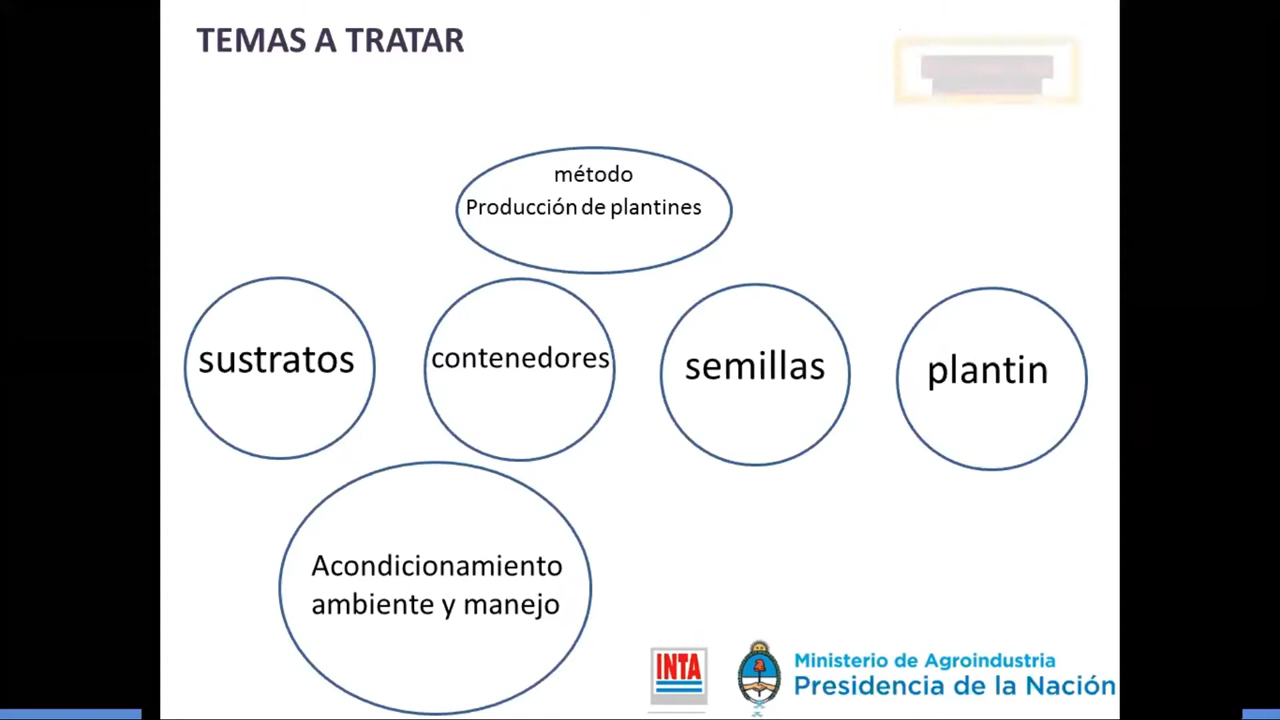 TEMAS A TRATAR
método
Producción de plantines
sustratos
contenedores
semillas
plantin
Acondicionamiento
ambiente y manejo
INTA
Ministerio de Agroindustria
Presidencia de la Nación